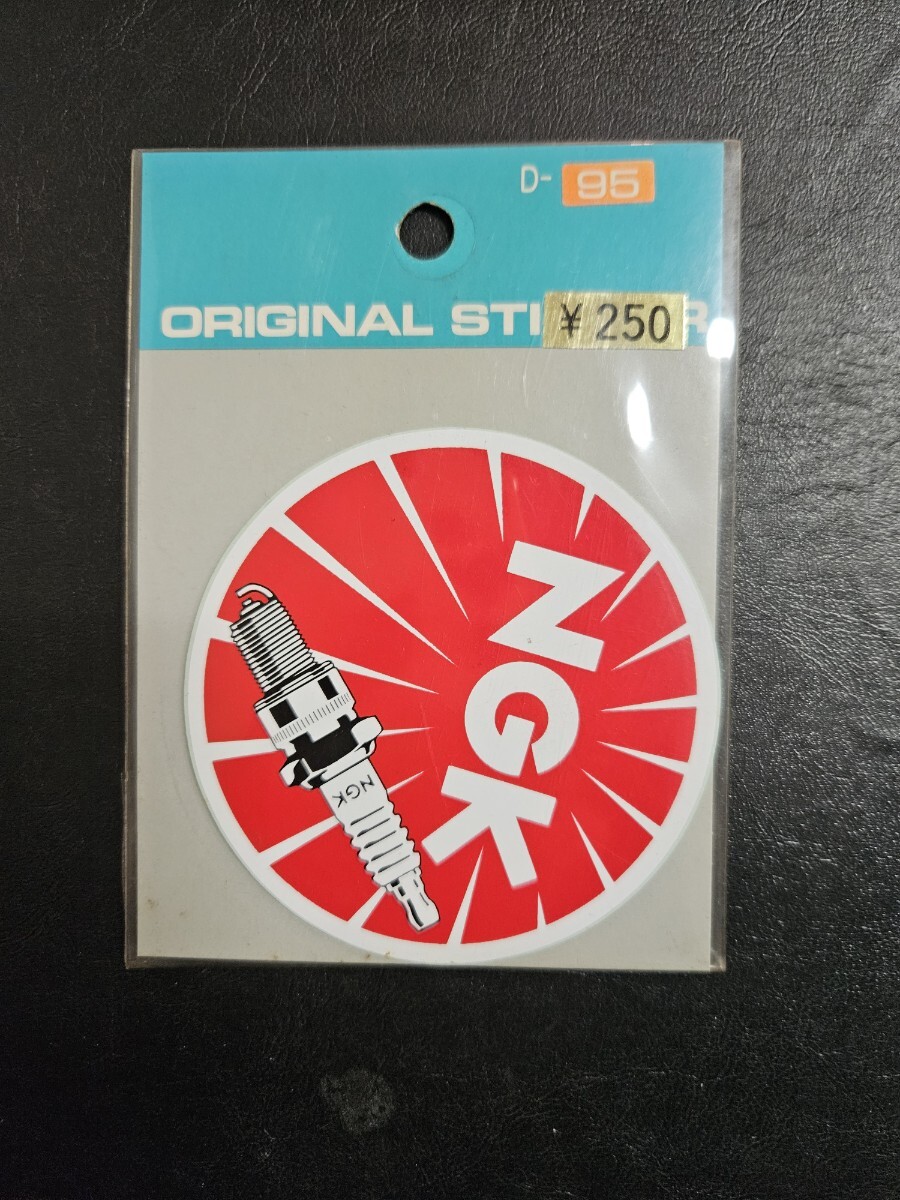 D- 95
ORIGINAL STI R
¥250
NGK
NGK